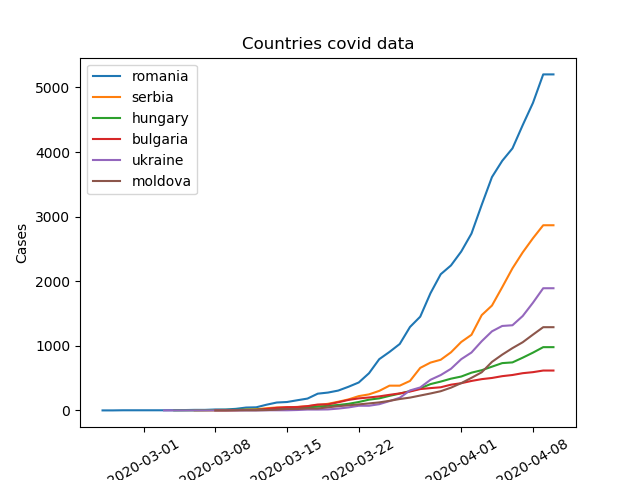 Countries covid data
romania
serbia
hungary
bulgaria
ukraine
moldova
Cases
5000
4000
3000
2000
1000
0
2020-03-01
2020-03-08
2020-03-15
2020-03-22
2020-04-01
2020-04-08